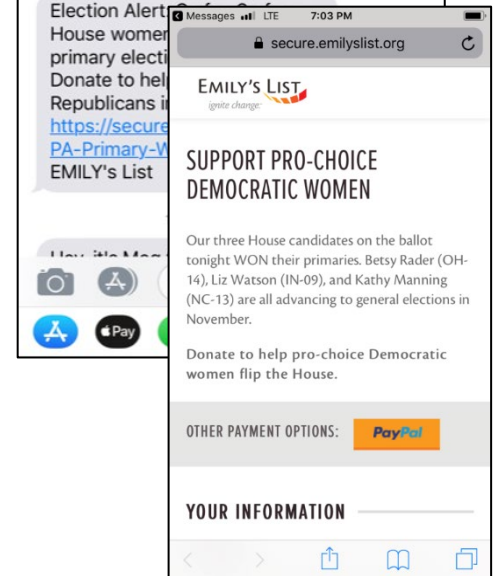 Election Alert:
House women
primary electi
Donate to hel
Republicans i
https://secure
PA-Primary-W
EMILY's List
Pay
Messages LTE 7:03 PM
secure.emilyslist.org
EMILY'S LIST
ignite change
SUPPORT PRO-CHOICE
DEMOCRATIC WOMEN
Our three House candidates on the ballot
tonight WON their primaries. Betsy Rader (OH-
14), Liz Watson (IN-09), and Kathy Manning
(NC-13) are all advancing to general elections in
November.
Donate to help pro-choice Democratic
women flip the House.
OTHER PAYMENT OPTIONS: PayPal
YOUR INFORMATION